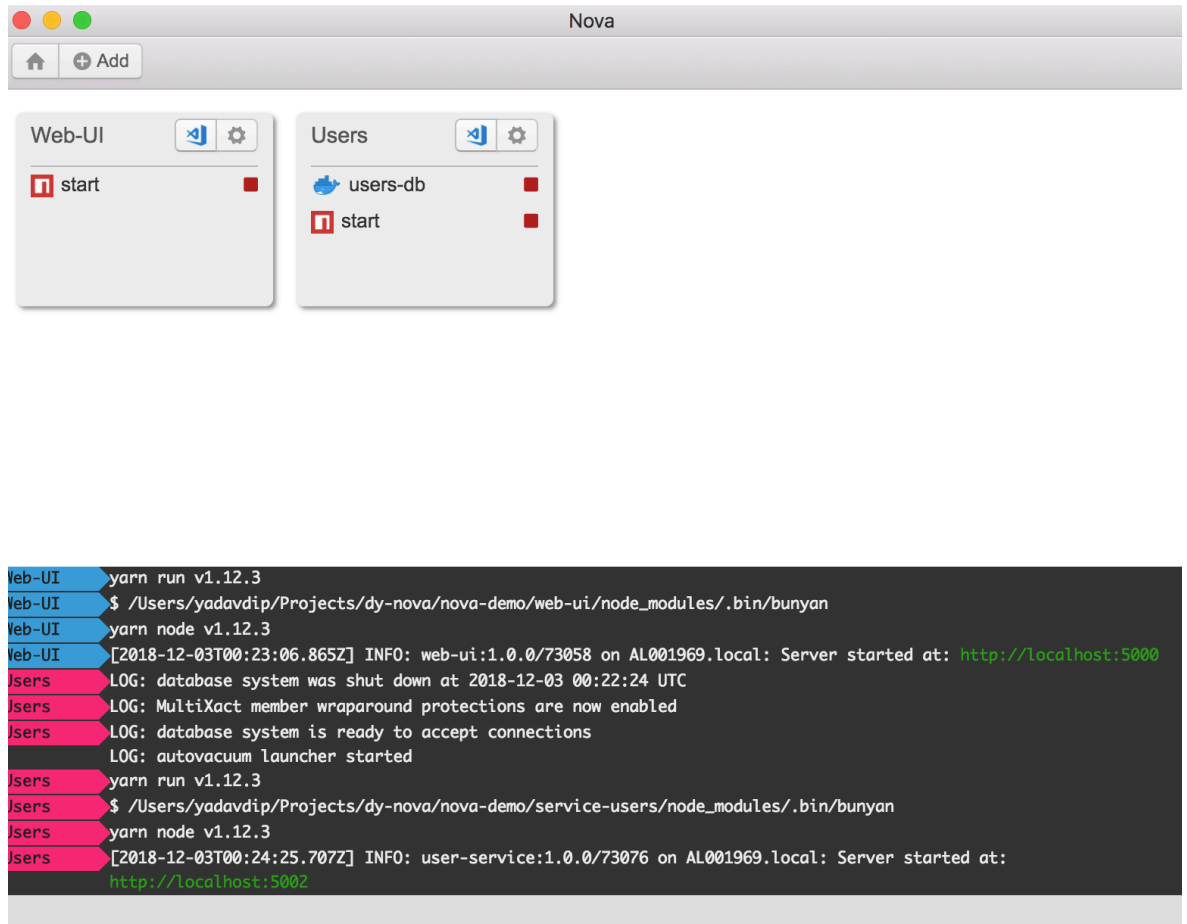 Nova
Add
Web-UI
start
Users
users-db
start
Web-UI yarn run v1.12.3
Web-UI $ /Users/yadavdip/Projects/dy-nova/nova-demo/web-ui/node_modules/.bin/bunyan
Web-UI yarn node v1.12.3
Web-UI [2018-12-03T00:23:06.865Z] INFO: web-ui:1.0.0/73058 on AL001969.local: Server started at: http://localhost:5000
Users LOG: database system was shut down at 2018-12-03 00:22:24 UTC
Users LOG: MultiXact member wraparound protections are now enabled
Users LOG: database system is ready to accept connections
LOG: autovacuum launcher started
Users yarn run v1.12.3
Users $ /Users/yadavdip/Projects/dy-nova/nova-demo/service-users/node_modules/.bin/bunyan
Users yarn node v1.12.3
Users [2018-12-03T00:24:25.707Z] INFO: user-service:1.0.0/73076 on AL001969.local: Server started at:
http://localhost:5002